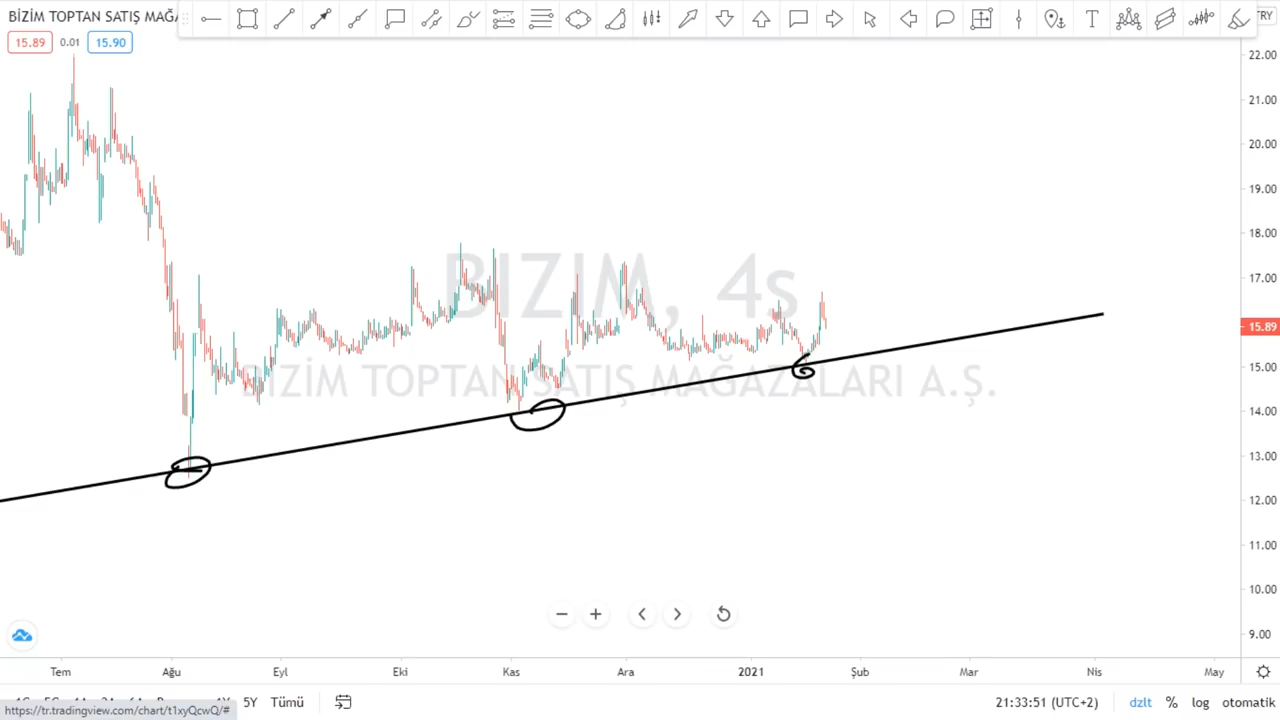 BİZİM TOPTAN SATIŞ MAĞA
TRY
15.89 0.01 15.90
22.00
21.00
20.00
19.00
18.00
17.00
15.89
15.00
14.00
13.00
12.00
11.00
10.00
9.00
BIZIM, 4s
BİZİM TOPTAN SATIŞ MAĞAZALARI A.Ş.
Tem Ağu Eyl Eki Kas Ara 2021 Şub Mar Nis May
5Y Tümü
21:33:51 (UTC+2) dzlt % log otomatik
https://tr.tradingview.com/chart/t1xyQcwQ/#